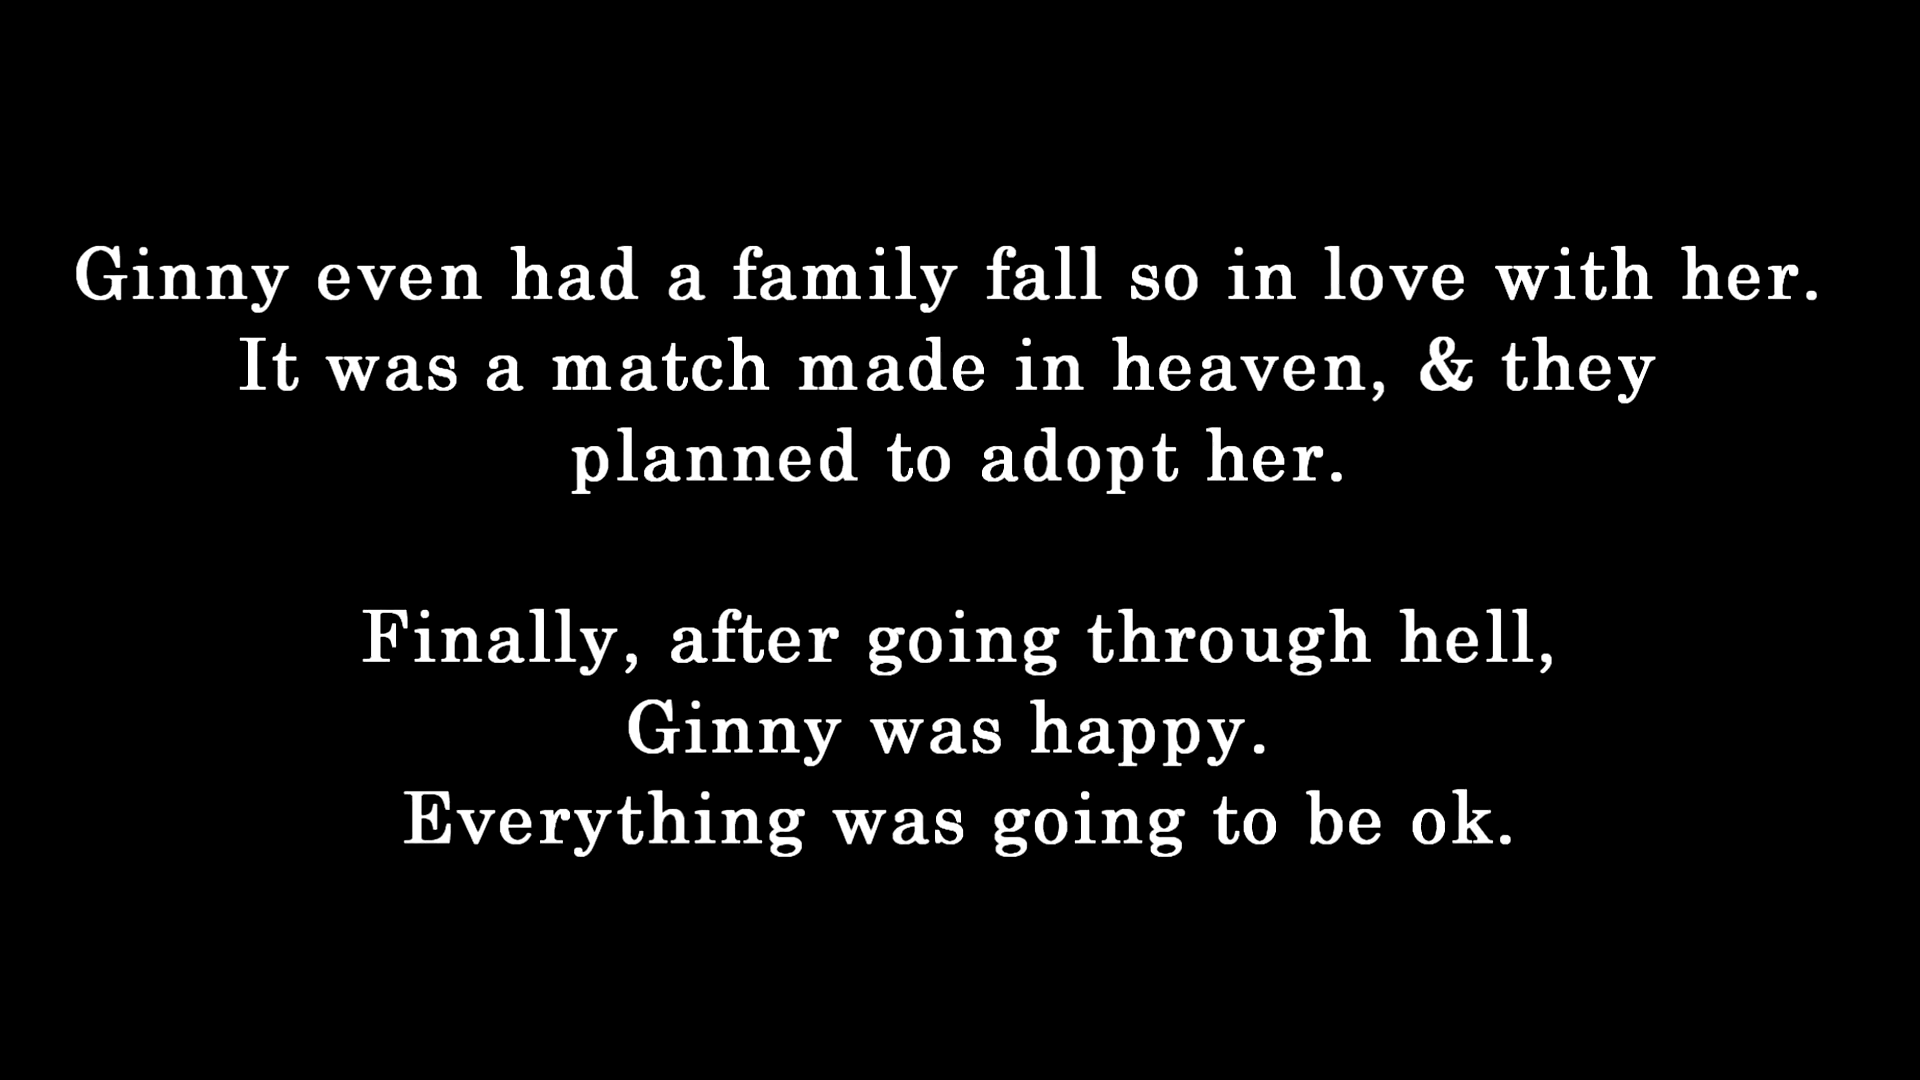 Ginny even had a family fall so in love with her.
It was a match made in heaven, & they
planned to adopt her.
Finally, after going through hell,
Ginny was happy.
Everything was going to be ok.